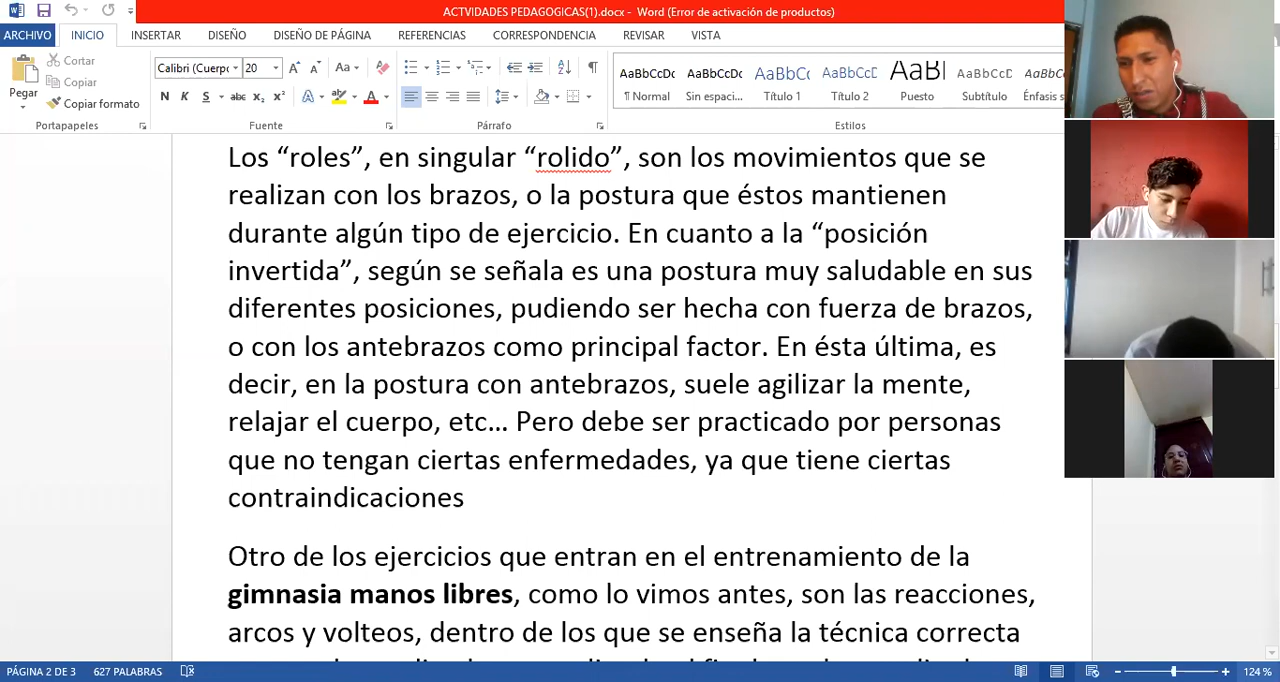 ACTVIDADES PEDAGOGICAS(1).docx - Word (Error de activación de productos)
ARCHIVO INICIO INSERTAR DISEÑO DISEÑO DE PÁGINA REFERENCIAS CORRESPONDENCIA REVISAR VISTA
Pegar
Cortar
Copiar
Copiar formato
Portapapeles
Calibri (Cuerpo 20
N K S abc x₂ x² A ab A
Fuente
Párrafo
AaBbCcDc AaBbCcDc AaBbCc AaBbCcC AaBb AaBbCcD AaBbCcD
¶ Normal Sin espaci... Título 1 Título 2 Puesto Subtítulo Énfasis s
Estilos
Los “roles”, en singular “rolido”, son los movimientos que se
realizan con los brazos, o la postura que éstos mantienen
durante algún tipo de ejercicio. En cuanto a la “posición
invertida”, según se señala es una postura muy saludable en sus
diferentes posiciones, pudiendo ser hecha con fuerza de brazos,
o con los antebrazos como principal factor. En ésta última, es
decir, en la postura con antebrazos, suele agilizar la mente,
relajar el cuerpo, etc… Pero debe ser practicado por personas
que no tengan ciertas enfermedades, ya que tiene ciertas
contraindicaciones
Otro de los ejercicios que entran en el entrenamiento de la
gimnasia manos libres, como lo vimos antes, son las reacciones,
arcos y volteos, dentro de los que se enseña la técnica correcta
PÁGINA 2 DE 3 627 PALABRAS 124 %